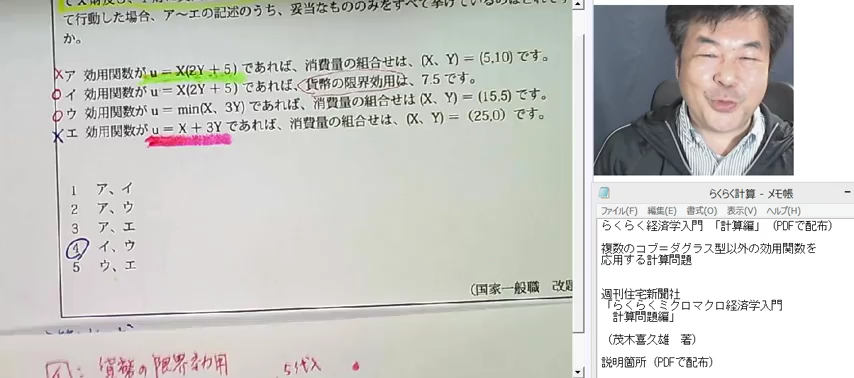 て行動した場合、ア～エの記述のうち、妥当なもののみをすべて挙げているのはどれです
か。
×ア 効用関数が u = X(2Y + 5) であれば、消費量の組合せは、(X、Y) = (5,10) です。
○イ 効用関数が u = X(2Y + 5) であれば、貨幣の限界効用は、7.5 です。
○ウ 効用関数が u = min(X、3Y) であれば、消費量の組合せは (X、Y) = (15.5) です。
×エ 効用関数が u = X + 3Y であれば、消費量の組合せは、(X、Y) = (25,0) です。
1 ア、イ
2 ア、ウ
3 ア、エ
4 イ、ウ
5 ウ、エ
(国家一般職 改題
イ: 貨幣の限界効用
らくらく計算 - メモ帳
ファイル(F) 編集(E) 書式(O) 表示(V) ヘルプ(H)
らくらく経済学入門 「計算編」（PDFで配布）
複数のコブ＝ダグラス型以外の効用関数を
応用する計算問題
週刊住宅新聞社
「らくらくミクロマクロ経済学入門
計算問題編」
（茂木喜久雄 著）
説明箇所（PDFで配布）